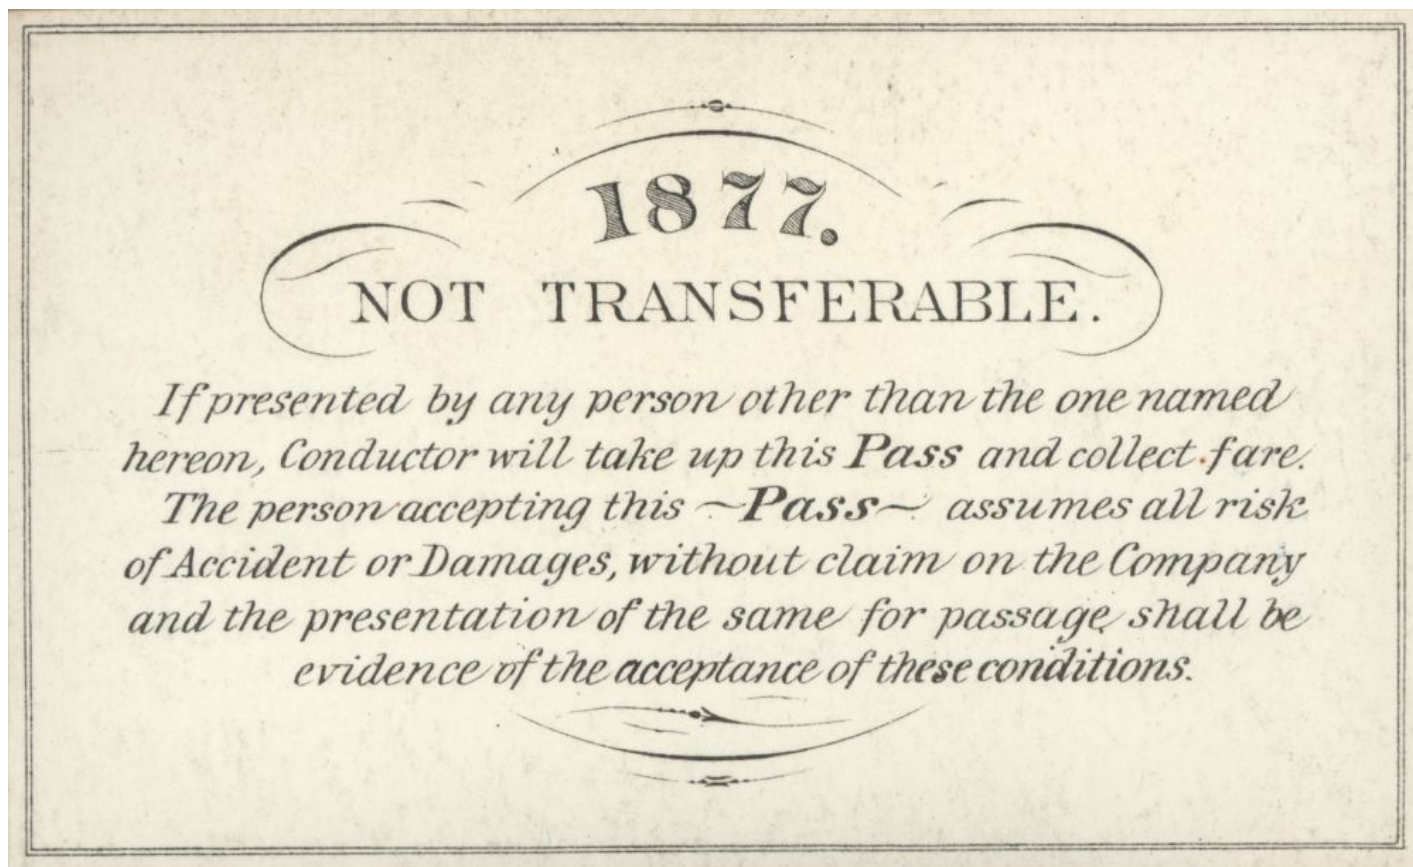 1877.
NOT TRANSFERABLE.
If presented by any person other than the one named
hereon, Conductor will take up this Pass and collect fare.
The person accepting this ~Pass~ assumes all risk
of Accident or Damages, without claim on the Company
and the presentation of the same for passage shall be
evidence of the acceptance of these conditions.